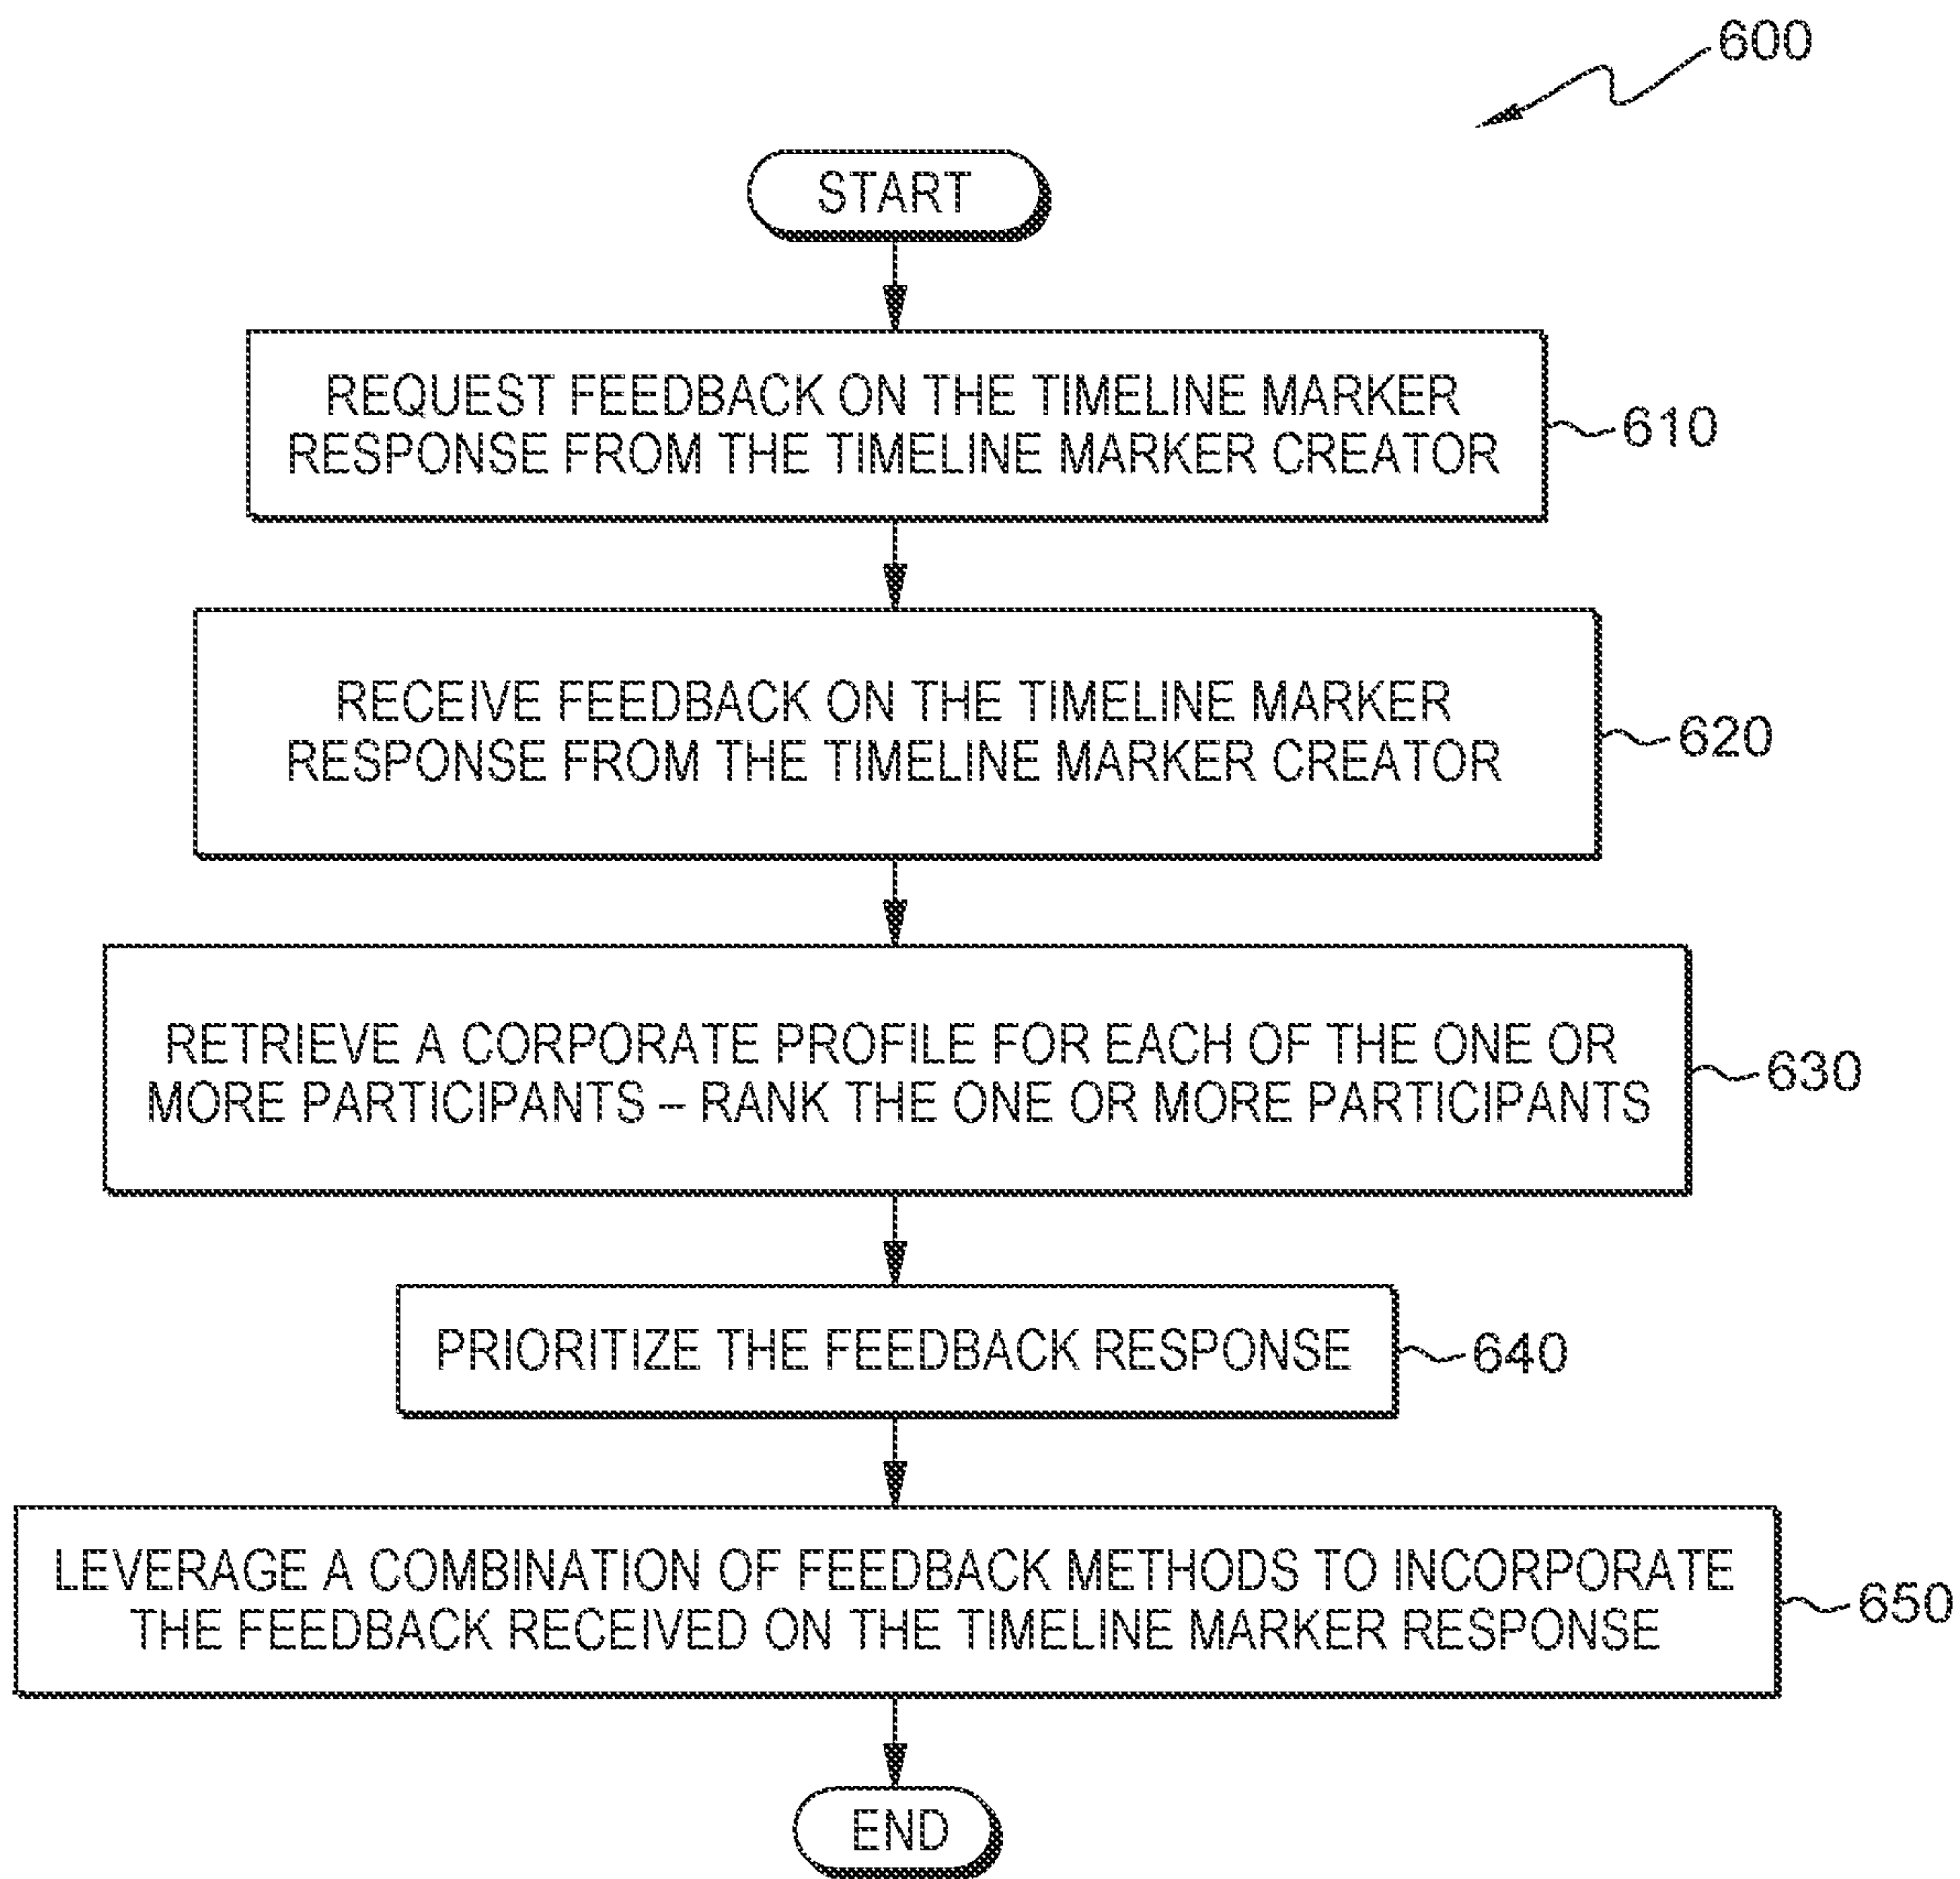 600
START
REQUEST FEEDBACK ON THE TIMELINE MARKER
RESPONSE FROM THE TIMELINE MARKER CREATOR
610
RECEIVE FEEDBACK ON THE TIMELINE MARKER
RESPONSE FROM THE TIMELINE MARKER CREATOR
620
RETRIEVE A CORPORATE PROFILE FOR EACH OF THE ONE OR
MORE PARTICIPANTS – RANK THE ONE OR MORE PARTICIPANTS
630
PRIORITIZE THE FEEDBACK RESPONSE
640
LEVERAGE A COMBINATION OF FEEDBACK METHODS TO INCORPORATE
THE FEEDBACK RECEIVED ON THE TIMELINE MARKER RESPONSE
650
END